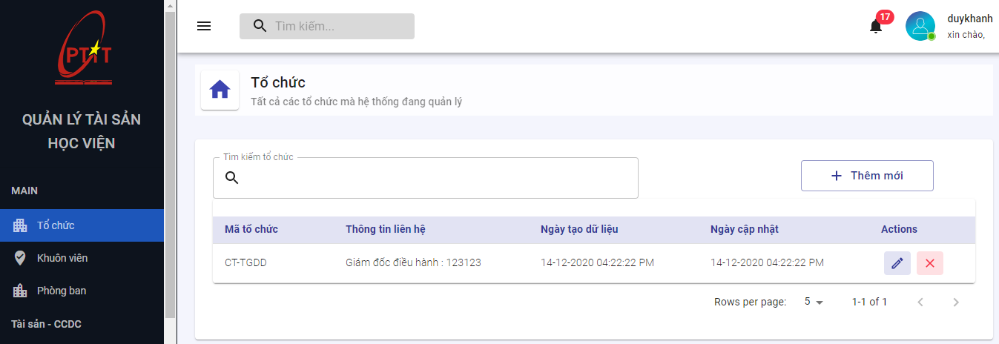 PTIT
QUẢN LÝ TÀI SẢN
HỌC VIỆN
MAIN
Tổ chức
Khuôn viên
Phòng ban
Tài sản - CCDC
Tìm kiếm...
17
duykhanh
xin chào,
Tổ chức
Tất cả các tổ chức mà hệ thống đang quản lý
Tìm kiếm tổ chức
Thêm mới
Mã tổ chức Thông tin liên hệ Ngày tạo dữ liệu Ngày cập nhật Actions
CT-TGDD Giám đốc điều hành : 123123 14-12-2020 04:22:22 PM 14-12-2020 04:22:22 PM
Rows per page: 5 1-1 of 1